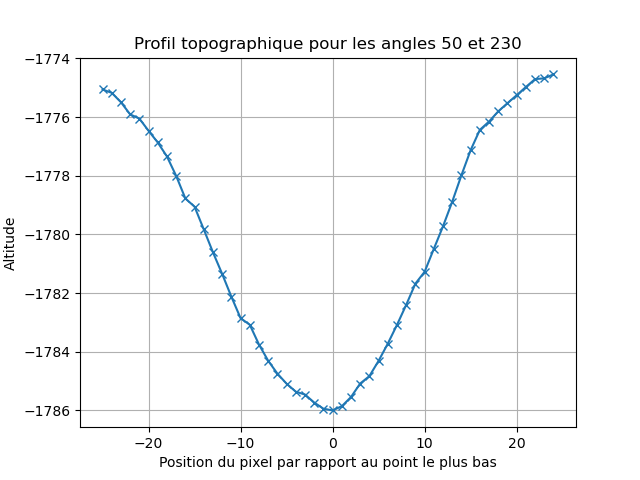 Profil topographique pour les angles 50 et 230
Altitude
−1774
−1776
−1778
−1780
−1782
−1784
−1786
−20 −10 0 10 20
Position du pixel par rapport au point le plus bas